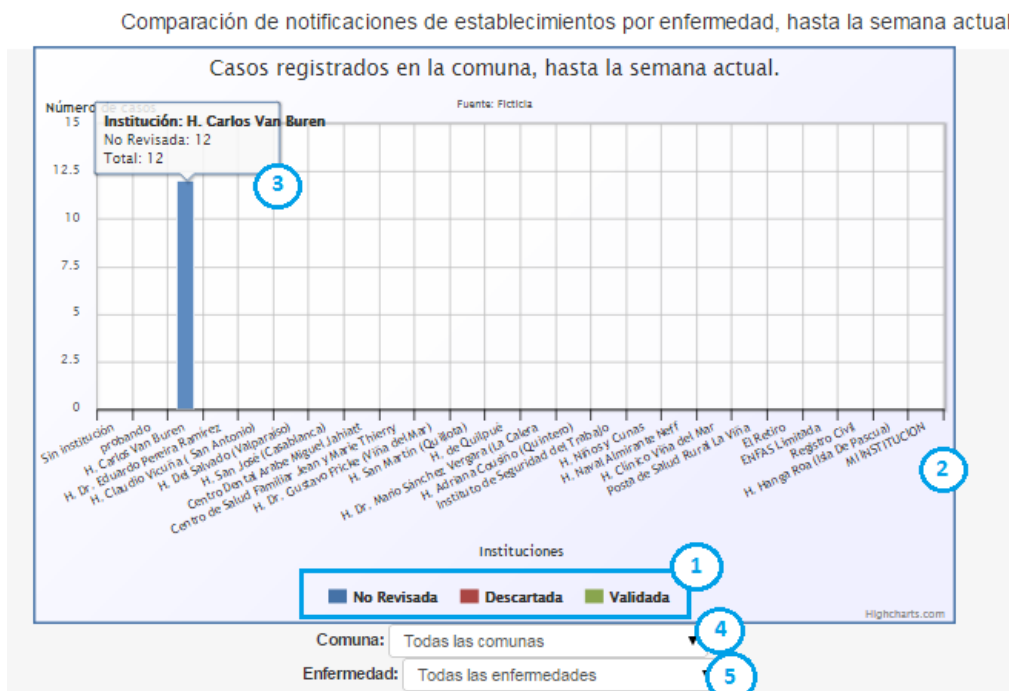 Comparación de notificaciones de establecimientos por enfermedad, hasta la semana actual
Casos registrados en la comuna, hasta la semana actual.
Número de casos
Fuente: Ficticia
Institución: H. Carlos Van Buren
No Revisada: 12
Total: 12
3
15
12.5
10
7.5
5
2.5
0
Sin institución
probando
H. Carlos Van Buren
H. Dr. Eduardo Pereira Ramírez
H. Claudio Vicuña ( San Antonio)
H. Del Salvado (Valparaíso)
H. San José (Casablanca)
Centro Dental Arabe Miguel Jahiatt
Centro de Salud Familiar Jean y Marie Thierry
H. Dr. Gustavo Fricke (Viña del Mar)
H. San Martín (Quillota)
H. de Quilpué
H. Dr. Mario Sánchez Vergara (La Calera
H. Adriana Cousiño (Quintero)
Instituto de Seguridad del Trabajo
H. Niños y Cunas
H. Naval Almirante Neff
H. Clínico Viña del Mar
Posta de Salud Rural La Viña
El Retiro
ENFAS Limitada
Registro Civil
H. Hanga Roa (Isla De Pascual)
MI INSTITUCIÓN
2
Instituciones
1
No Revisada Descartada Validada
Highcharts.com
Comuna: Todas las comunas
4
Enfermedad: Todas las enfermedades
5